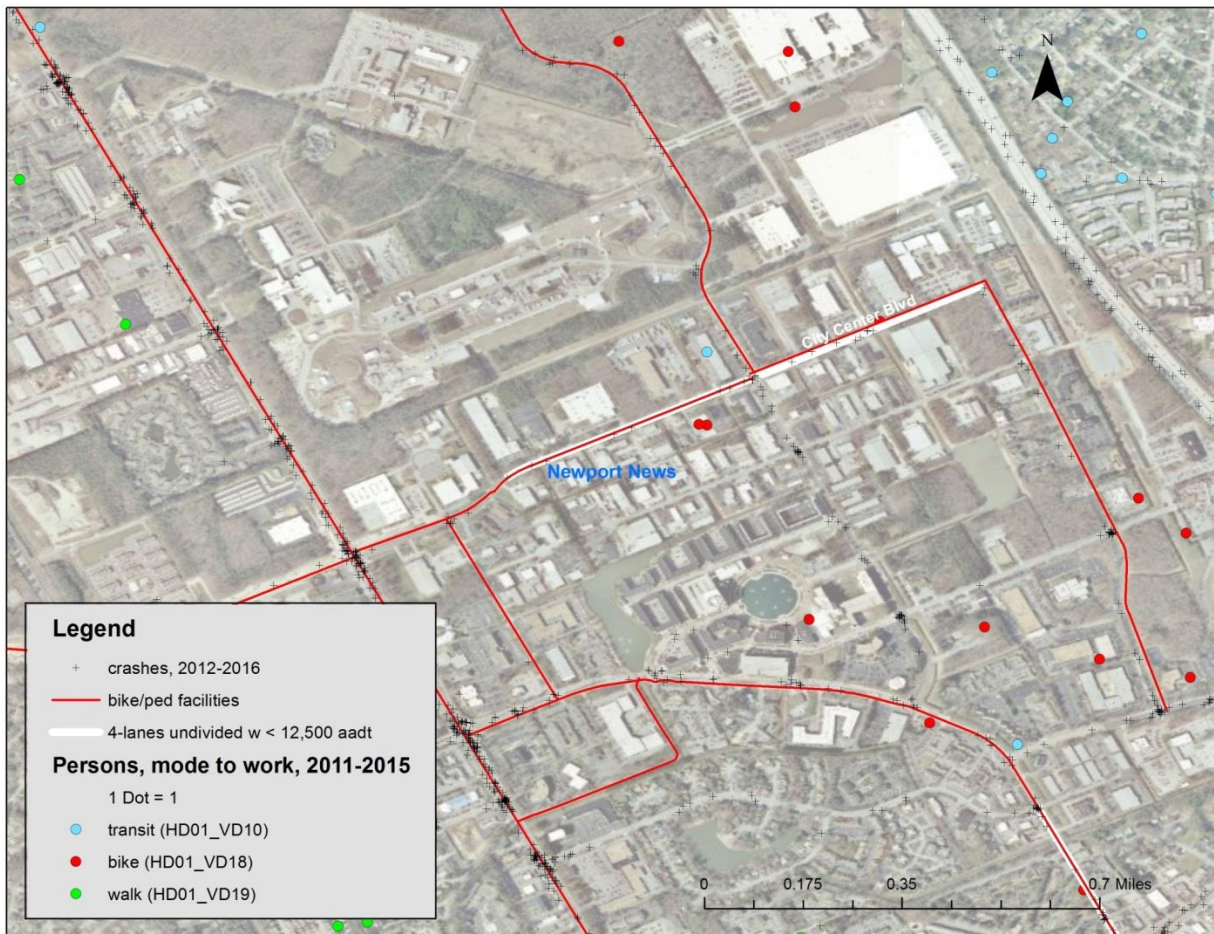 N
City Center Blvd
Newport News
Legend
crashes, 2012-2016
bike/ped facilities
4-lanes undivided w < 12,500 aadt
Persons, mode to work, 2011-2015
1 Dot = 1
transit (HD01_VD10)
bike (HD01_VD18)
walk (HD01_VD19)
0 0.175 0.35 0.7 Miles